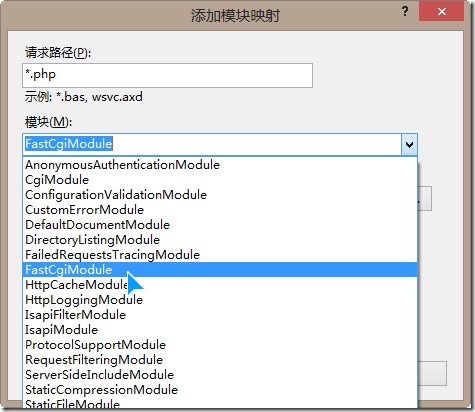 添加模块映射
?
请求路径(P):
*.php
示例: *.bas, wsvc.axd
模块(M):
FastCgiModule
AnonymousAuthenticationModule
CgiModule
ConfigurationValidationModule
CustomErrorModule
DefaultDocumentModule
DirectoryListingModule
FailedRequestsTracingModule
FastCgiModule
HttpCacheModule
HttpLoggingModule
IsapiFilterModule
IsapiModule
ProtocolSupportModule
RequestFilteringModule
ServerSideIncludeModule
StaticCompressionModule
StaticFileModule